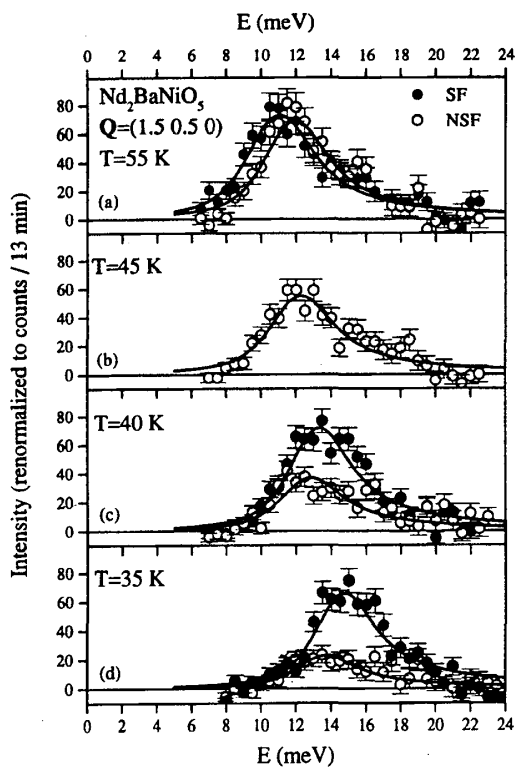 E (meV)
0 2 4 6 8 10 12 14 16 18 20 22 24
Nd₂BaNiO₅
Q=(1.5 0.5 0)
T=55 K
(a)
SF
NSF
80
60
40
20
0
T=45 K
(b)
80
60
40
20
0
T=40 K
(c)
80
60
40
20
0
T=35 K
(d)
80
60
40
20
0
Intensity (renormalized to counts / 13 min)
0 2 4 6 8 10 12 14 16 18 20 22 24
E (meV)